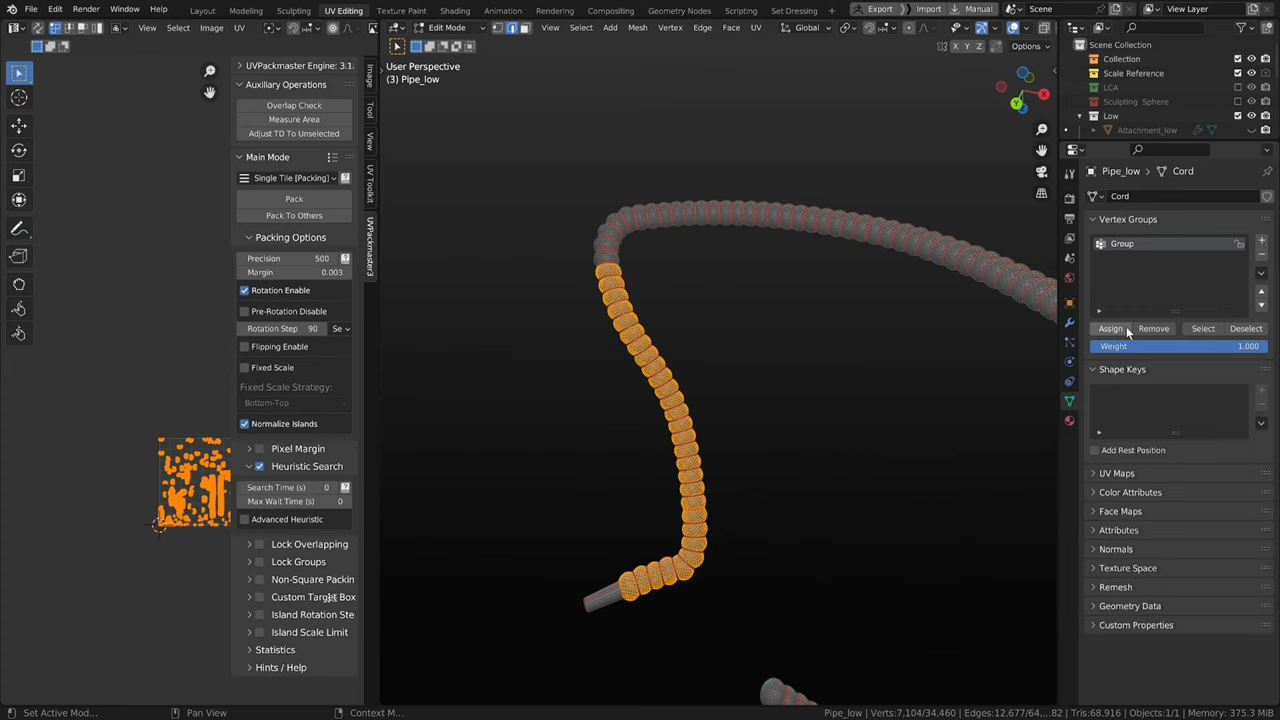 File Edit Render Window Help Layout Modeling Sculpting UV Editing Texture Paint Shading Animation Rendering Compositing Geometry Nodes Scripting Set Dressing Export Import Manual Scene View Layer
View Select Image UV Edit Mode View Select Add Mesh Vertex Edge Face UV Global
X Y Z Options
User Perspective
(3) Pipe_low
UVPackmaster Engine: 3.1.
Auxiliary Operations
Overlap Check
Measure Area
Adjust TD To Unselected
Main Mode
Single Tile [Packing]
Pack
Pack To Others
Packing Options
Precision 500
Margin 0.003
Rotation Enable
Pre-Rotation Disable
Rotation Step 90 Se
Flipping Enable
Fixed Scale
Fixed Scale Strategy:
Bottom-Top
Normalize Islands
Pixel Margin
Heuristic Search
Search Time (s) 0
Max Wait Time (s) 0
Advanced Heuristic
Lock Overlapping
Lock Groups
Non-Square Packin
Custom Target Box
Island Rotation Ste
Island Scale Limit
Statistics
Hints / Help
Image
Tool
View
UV Toolkit
UVPackmaster3
X
Y
Z
Scene Collection
Collection
Scale Reference
LCA
Sculpting Sphere
Low
Attachment_low
Pipe_low Cord
Cord
Vertex Groups
Group
Assign Remove Select Deselect
Weight 1.000
Shape Keys
Add Rest Position
UV Maps
Color Attributes
Face Maps
Attributes
Normals
Texture Space
Remesh
Geometry Data
Custom Properties
Set Active Mod... Pan View Context M... Pipe_low | Verts:7,104/34,460 | Edges:12,677/64,...82 | Tris:68,916 | Objects:1/1 | Memory: 375.3 MiB